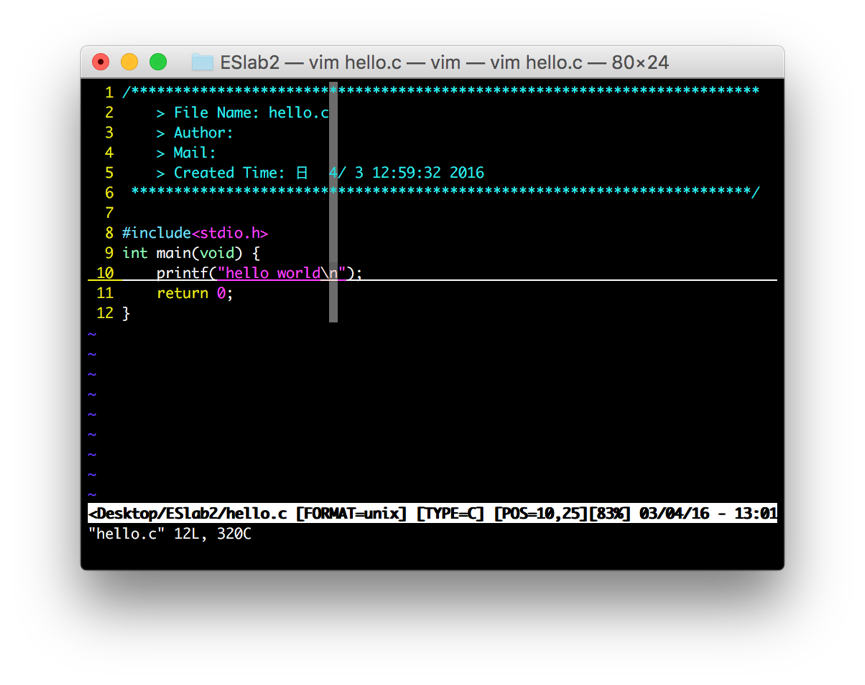 ESlab2 — vim hello.c — vim — vim hello.c — 80×24
1 /*************************************************************************
2     > File Name: hello.c
3     > Author:
4     > Mail:
5     > Created Time: 日  4/ 3 12:59:32 2016
6  ************************************************************************/
7
8 #include<stdio.h>
9 int main(void) {
10     printf("hello world\n");
11     return 0;
12 }
~
~
~
~
~
~
~
~
~
<Desktop/ESlab2/hello.c [FORMAT=unix] [TYPE=C] [POS=10,25][83%] 03/04/16 - 13:01
"hello.c" 12L, 320C